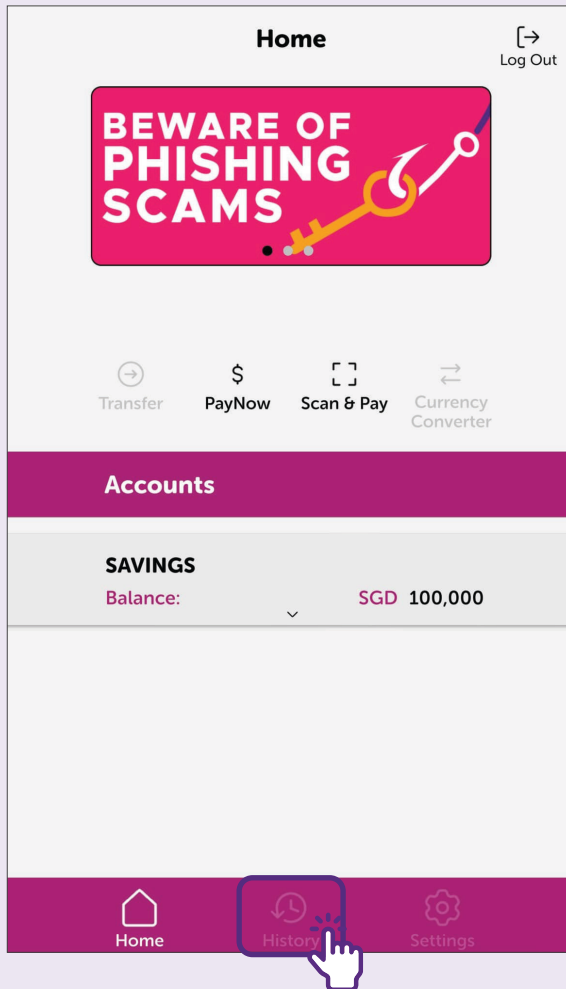 Home
Log Out
BEWARE OF
PHISHING
SCAMS
Transfer
PayNow
Scan & Pay
Currency
Converter
Accounts
SAVINGS
Balance: SGD 100,000
Home
History
Settings